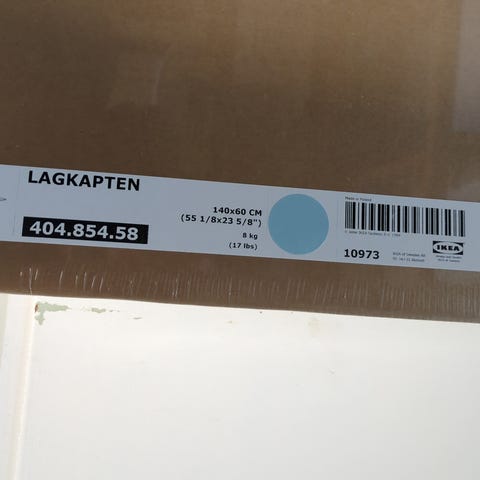 LAGKAPTEN
404.854.58
140x60 CM
(55 1/8x23 5/8")
8 kg
(17 lbs)
Made in Poland
10973
IKEA